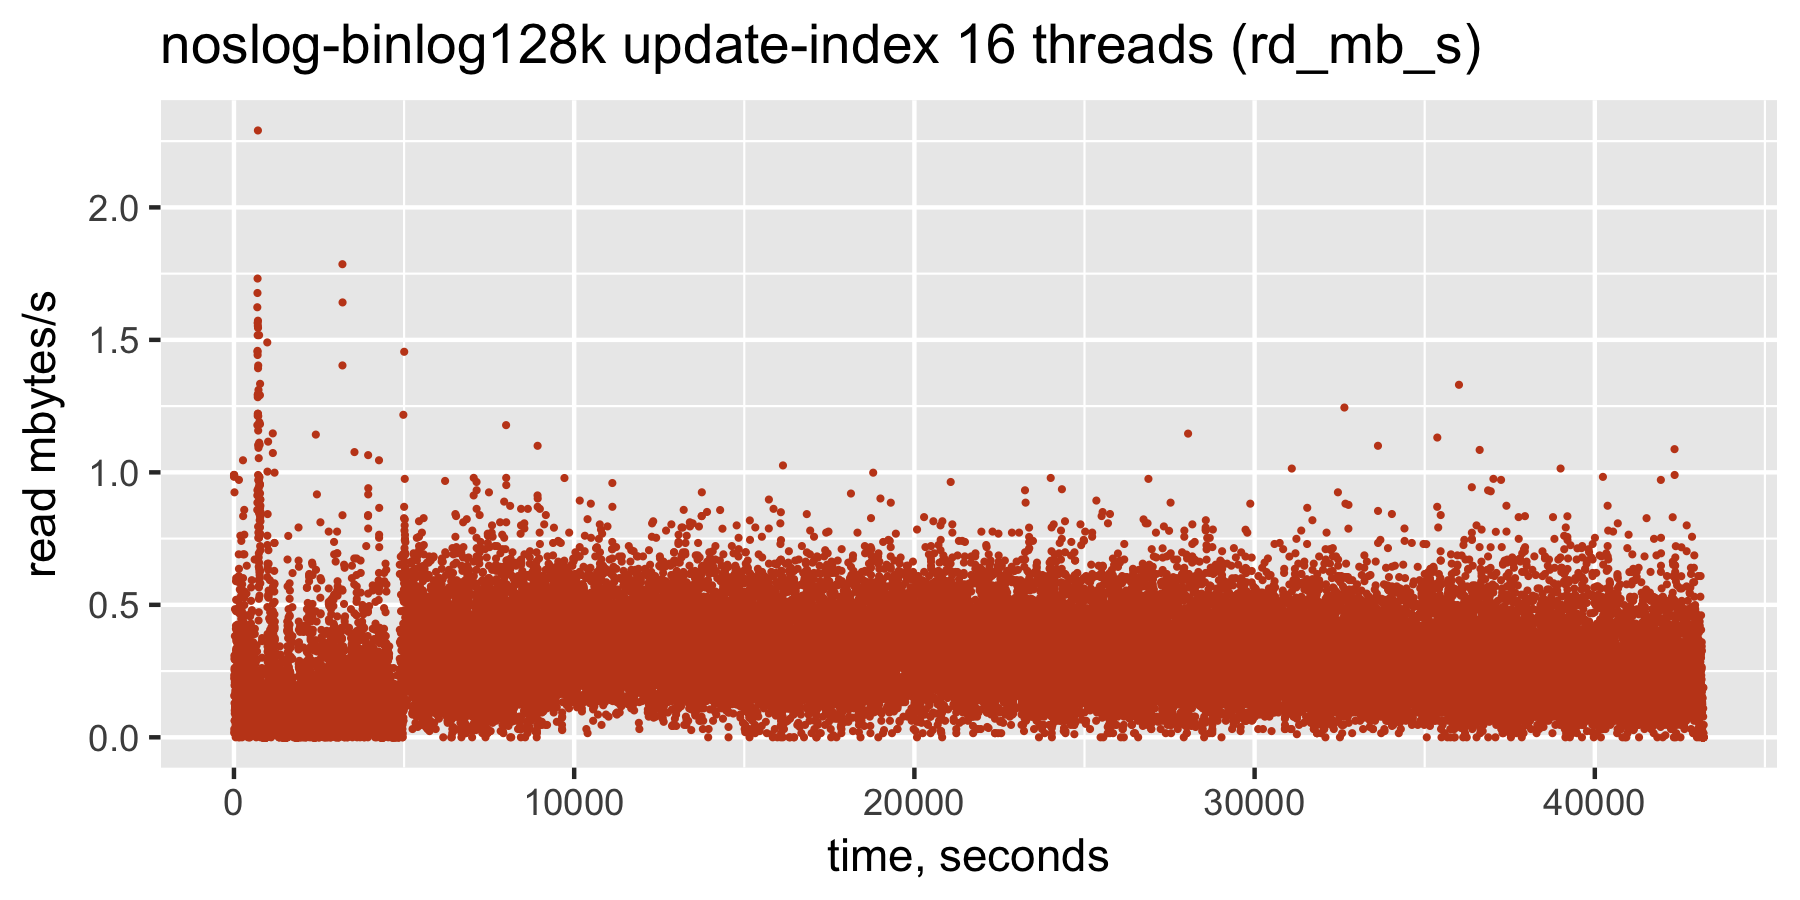 noslog-binlog128k update-index 16 threads (rd_mb_s)
read mbytes/s
2.0
1.5
1.0
0.5
0.0
0 10000 20000 30000 40000
time, seconds